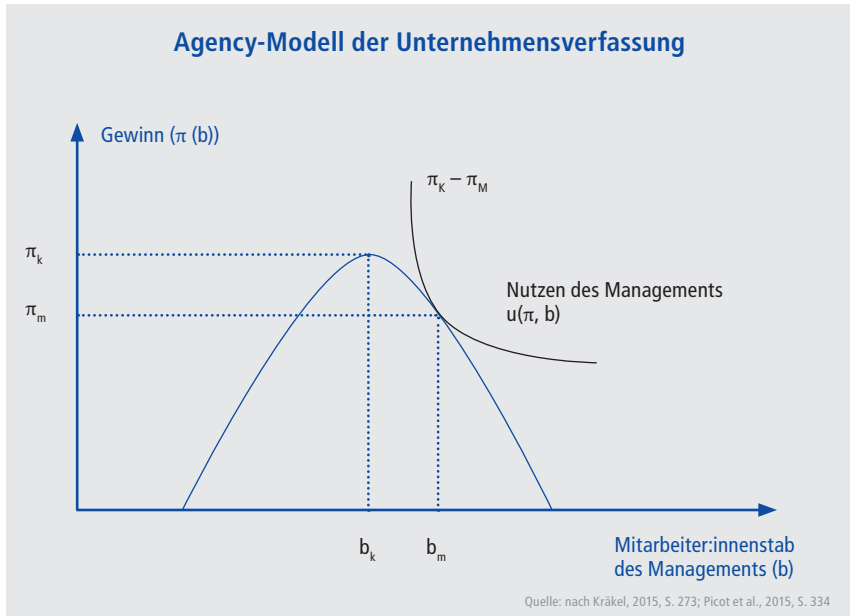 Agency-Modell der Unternehmensverfassung
Gewinn (π (b))
π_K – π_M
π_k
Nutzen des Managements
u(π, b)
π_m
b_k
b_m
Mitarbeiter:innenstab
des Managements (b)
Quelle: nach Kräkel, 2015, S. 273; Picot et al., 2015, S. 334